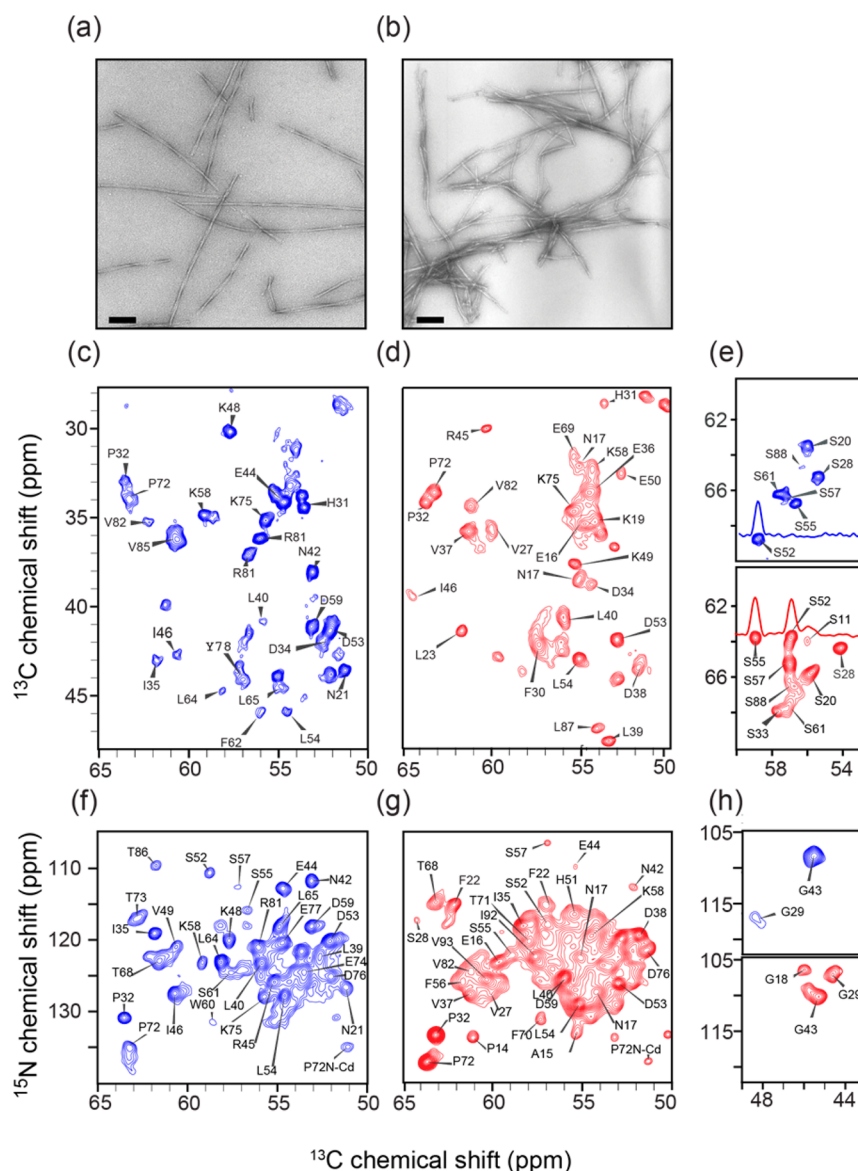 (a)
(b)
(c)
(d)
(e)
30
35
40
45
65
60
55
50
K48
P32
P72
E44
K58
K75
H31
V82
R81
V85
R81
N42
L40
D59
I46
Y78
D34
D53
I35
L64
L65
N21
F62
L54
H31
R45
E69
N17
K58
E36
P72
E50
K75
V82
P32
K19
V37
V27
E16
K49
N17
D34
I46
L40
L23
D53
L54
F30
D38
L87
L39
65
60
55
50
62
66
S20
S88
S28
S61
S57
S55
S52
62
66
S52
S11
S55
S28
S57
S88
S20
S33
S61
58
54
13C chemical shift (ppm)
(f)
(g)
(h)
110
120
130
65
60
55
50
T86
S52
S57
S55
E44
N42
T73
L65
V49
R81
E77
D59
K58
K48
D53
I35
L64
L39
E74
T68
D76
S61
P32
L40
W60
I46
K75
N21
R45
P72
L54
P72N-Cd
S57
E44
T68
F22
F22
H51
N42
S52
N17
T71
I35
K58
I92
D38
S55
S28
V93
E16
V82
D76
F56
L40
D59
D53
V37
V27
P32
N17
F70
L54
P14
A15
P72
P72N-Cd
65
60
55
50
105
115
G43
G29
105
115
G18
G29
G43
48
44
15N chemical shift (ppm)
13C chemical shift (ppm)